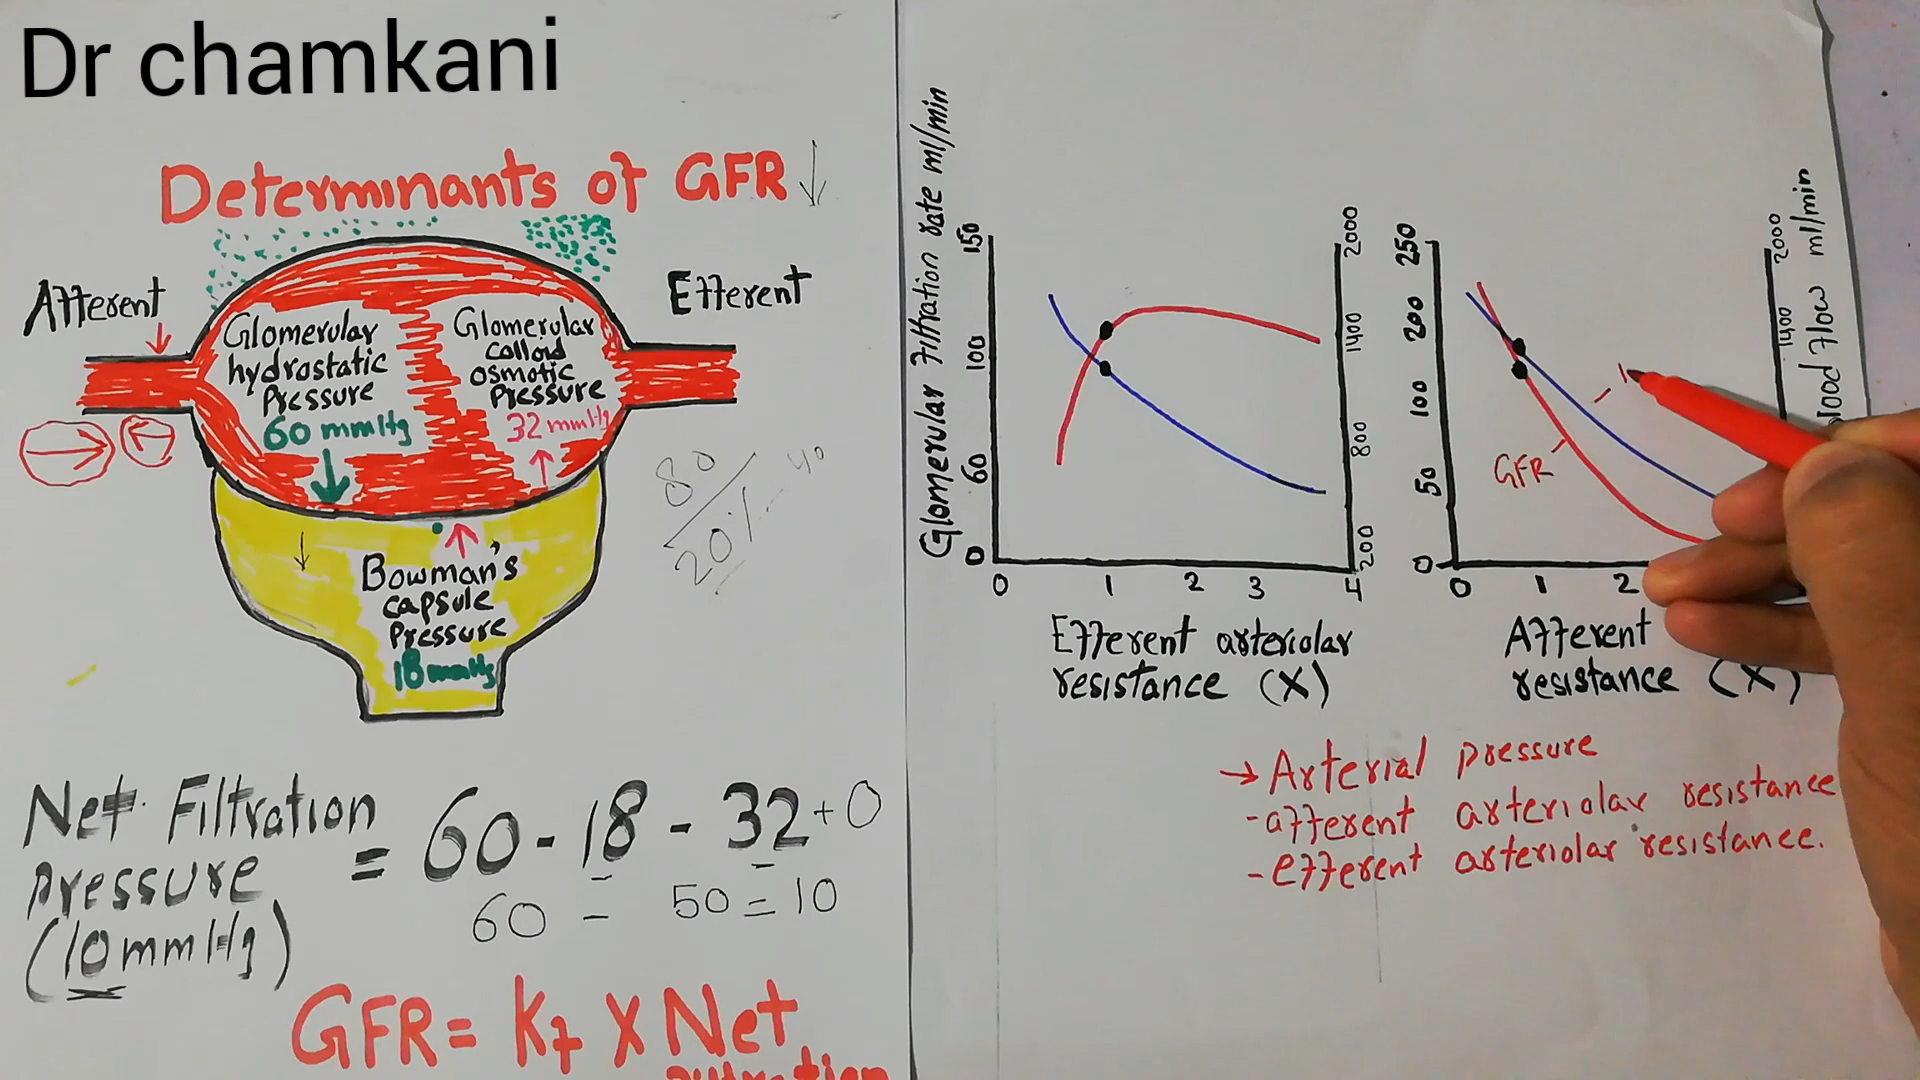 Dr chamkani
Determinants of GFR ↓
Afferent
Efferent
Glomerular
hydrostatic
Pressure
60 mmHg
Glomerular
colloid
osmotic
Pressure
32 mmHg
80
20%
40
Bowman's
capsule
Pressure
18 mmHg
Net Filtration
Pressure
(10mmHg)
= 60 - 18 - 32 + 0
60 - 50 = 10
GFR = Kf X Net
Glomerular Filtration rate ml/min
150
100
60
0
2000
1400
800
200
0 1 2 3 4
Efferent arteriolar
resistance (X)
250
200
100
50
0
GFR
2000
1400
blood flow ml/min
0 1 2
Afferent
resistance (X)
→ Arterial pressure
- afferent arteriolar resistance
- efferent arteriolar resistance.